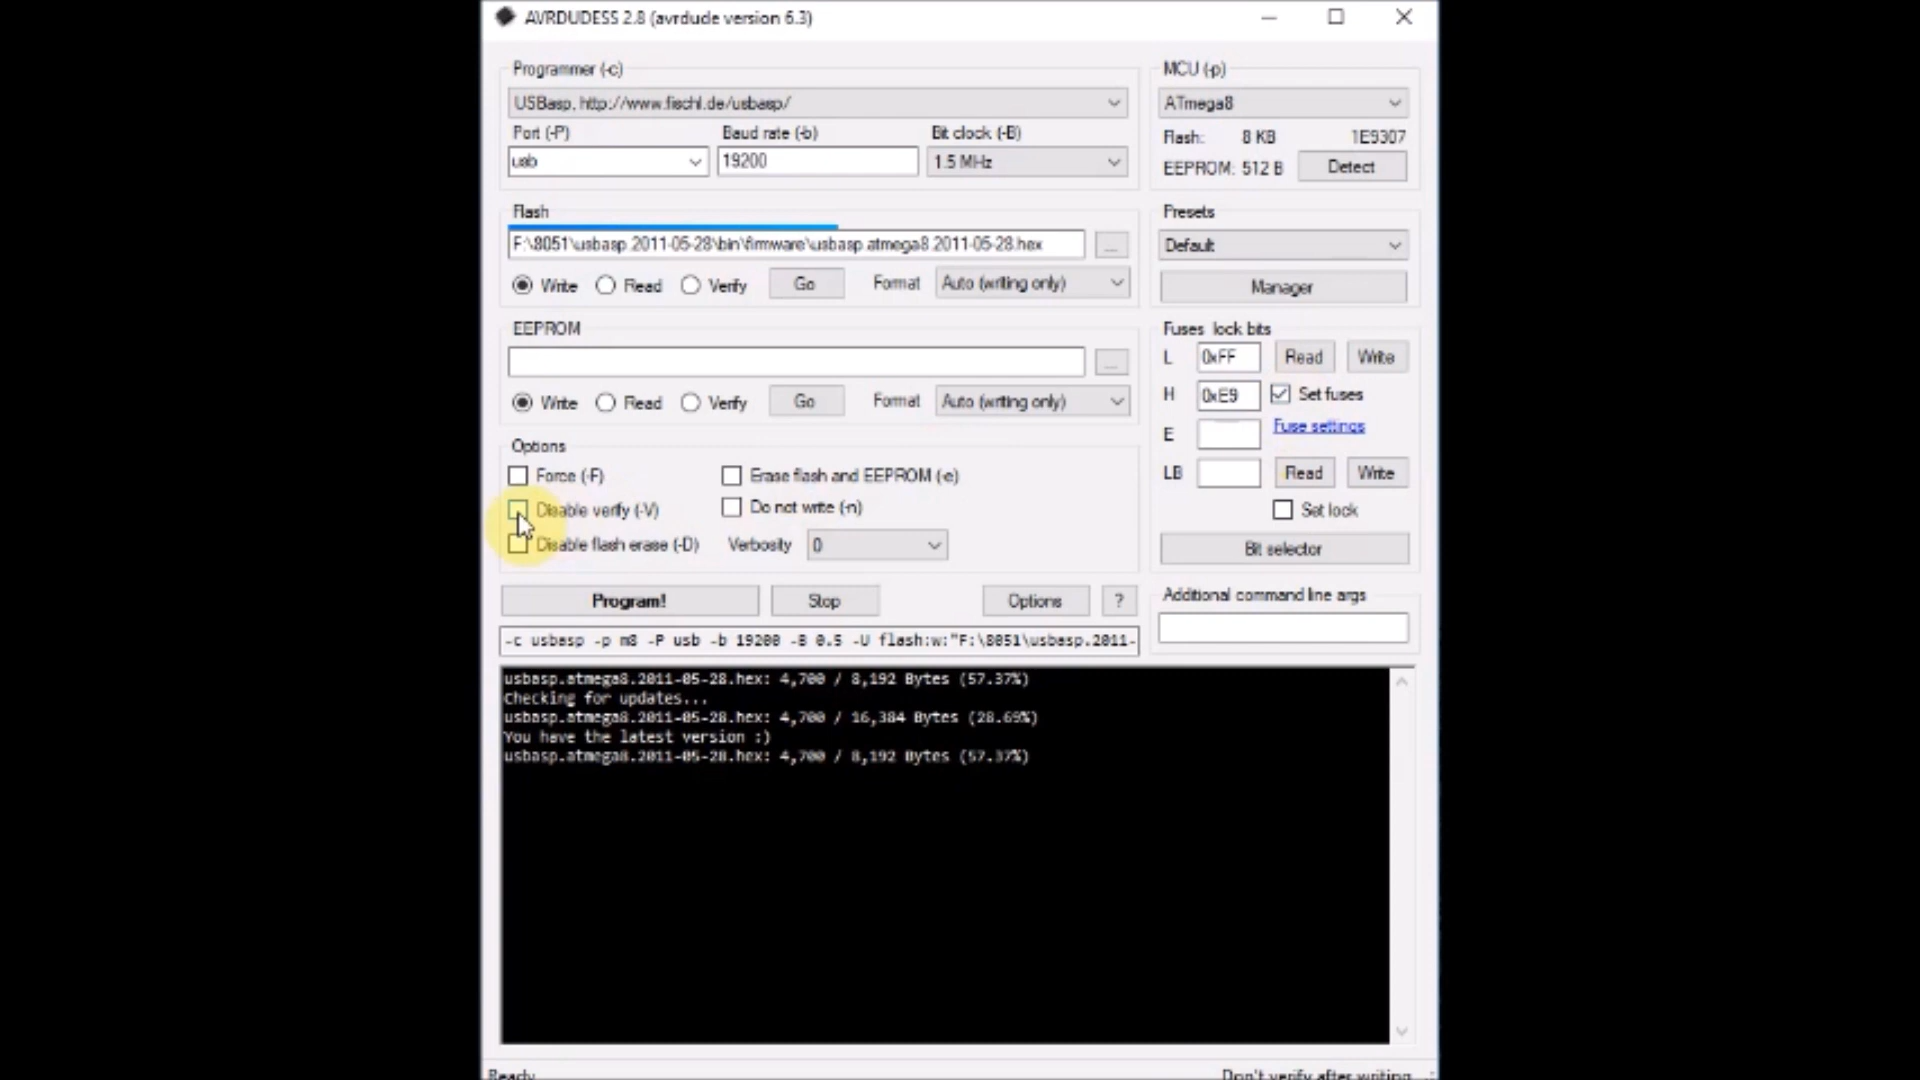 AVRDUDESS 2.8 (avrdude version 6.3)
Programmer (-c)
USBasp, http://www.fischl.de/usbasp/
Port (-P) Baud rate (-b) Bit clock (-B)
usb 19200 1.5 MHz
MCU (-p)
ATmega8
Flash: 8 KB 1E9307
EEPROM: 512 B Detect
Flash
F:\8051\usbasp.2011-05-28\bin\firmware\usbasp.atmega8.2011-05-28.hex ...
Write Read Verify Go Format Auto (writing only)
Presets
Default
Manager
EEPROM
...
Write Read Verify Go Format Auto (writing only)
Fuses lock bits
L 0xFF Read Write
H 0xE9 Set fuses
E Fuse settings
LB Read Write
Set lock
Bit selector
Options
Force (-F) Erase flash and EEPROM (-e)
Disable verify (-V) Do not write (-n)
Disable flash erase (-D) Verbosity 0
Program! Stop Options ?
Additional command line args
-c usbasp -p m8 -P usb -b 19200 -B 0.5 -U flash:w:"F:\8051\usbasp.2011-
usbasp.atmega8.2011-05-28.hex: 4,700 / 8,192 Bytes (57.37%)
Checking for updates...
usbasp.atmega8.2011-05-28.hex: 4,700 / 16,384 Bytes (28.69%)
You have the latest version :)
usbasp.atmega8.2011-05-28.hex: 4,700 / 8,192 Bytes (57.37%)
Ready Don't verify after writing